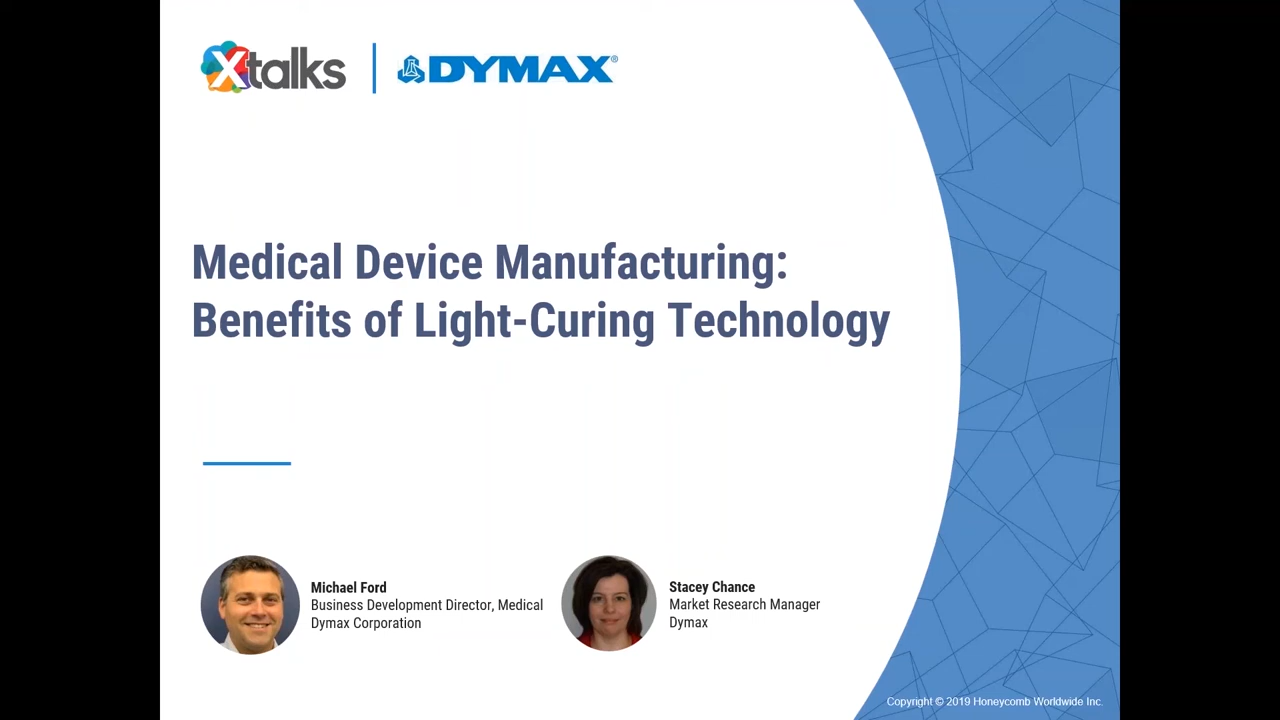 Xtalks
DYMAX®
Medical Device Manufacturing:
Benefits of Light-Curing Technology
Michael Ford
Business Development Director, Medical
Dymax Corporation
Stacey Chance
Market Research Manager
Dymax
Copyright © 2019 Honeycomb Worldwide Inc.